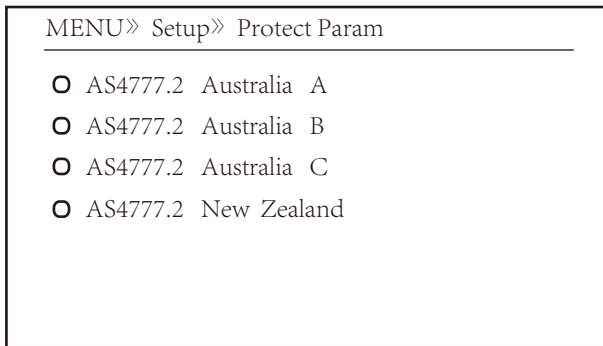 MENU》 Setup》 Protect Param
AS4777.2 Australia A
AS4777.2 Australia B
AS4777.2 Australia C
AS4777.2 New Zealand